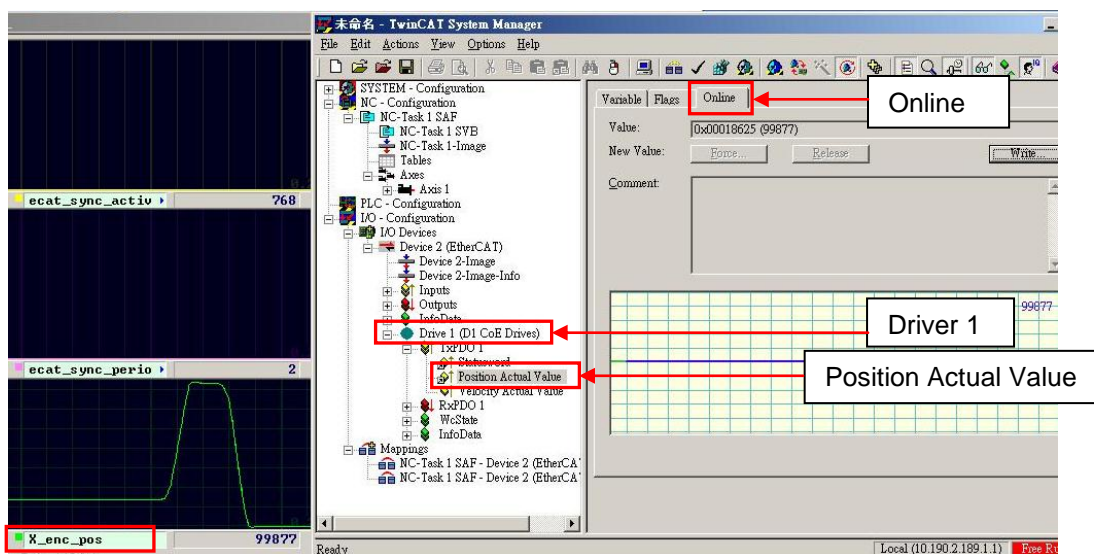 未命名 - TwinCAT System Manager
File Edit Actions View Options Help
SYSTEM - Configuration
NC - Configuration
NC-Task 1 SAF
NC-Task 1 SVB
NC-Task 1-Image
Tables
Axes
Axis 1
PLC - Configuration
I/O - Configuration
I/O Devices
Device 2 (EtherCAT)
Device 2-Image
Device 2-Image-Info
Inputs
Outputs
InfoData
Drive 1 (D1 CoE Drives)
TxPDO 1
Statusword
Position Actual Value
Velocity Actual Value
RxPDO 1
WcState
InfoData
Mappings
NC-Task 1 SAF - Device 2 (EtherCA
NC-Task 1 SAF - Device 2 (EtherCA
Variable Flags Online
Online
Value: 0x00018625 (99877)
New Value: Force... Release Write...
Comment:
99877
Driver 1
Position Actual Value
ecat_sync_activ 768
ecat_sync_perio 2
X_enc_pos 99877
Ready
Local (10.190.2.189.1.1) Free Ru